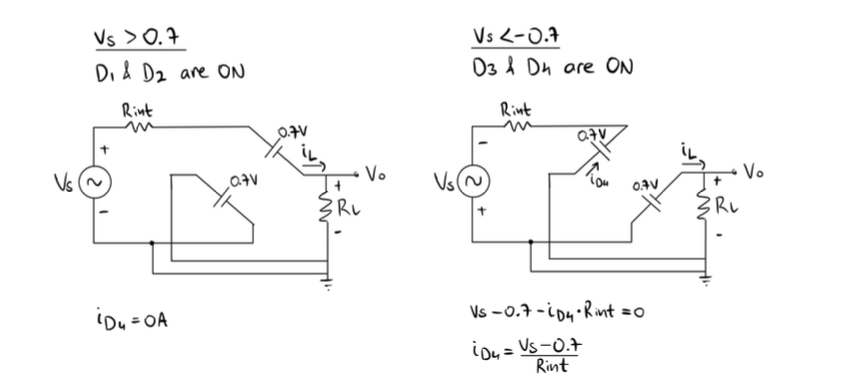 Vs > 0.7
D1 & D2 are ON
Rint
0.7V
iL
Vo
+
Vs
-
0.7V
+
RL
-
iD4 = 0A
Vs < -0.7
D3 & D4 are ON
Rint
0.7V
iL
Vo
-
Vs
+
iD4
0.7V
+
RL
-
Vs - 0.7 - iD4 · Rint = 0
iD4 = Vs - 0.7
Rint